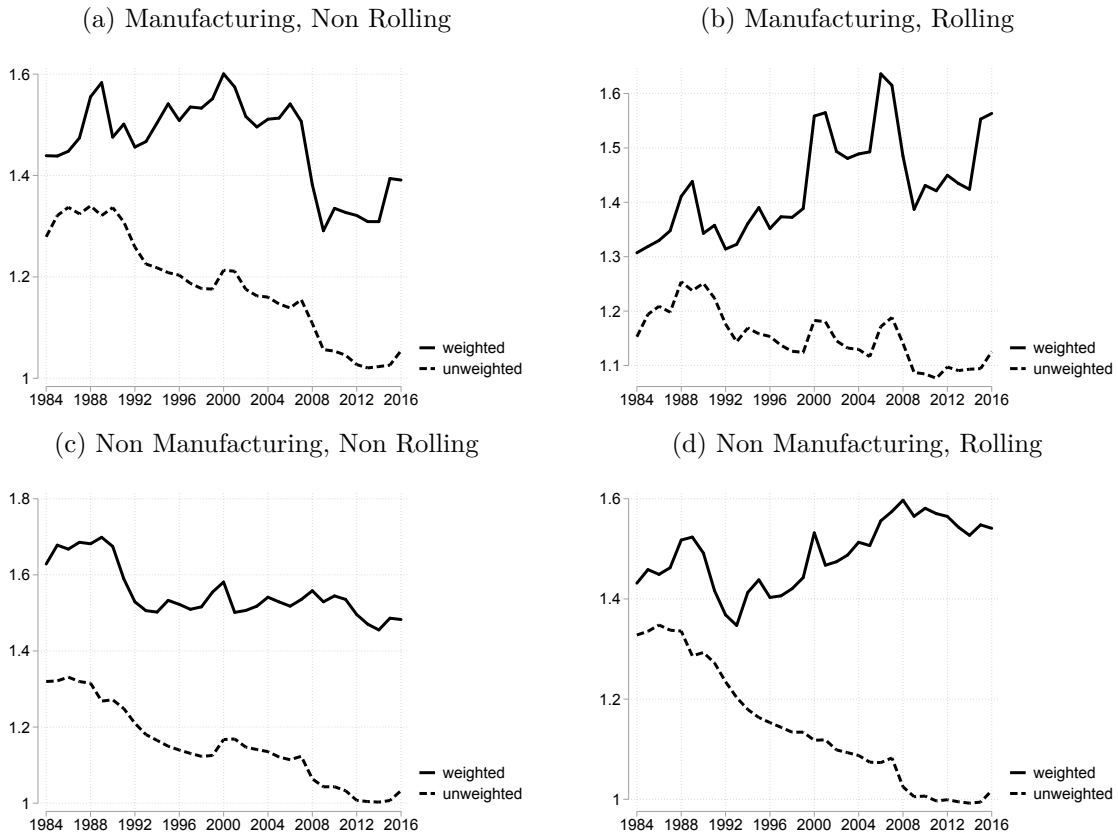 (a) Manufacturing, Non Rolling
1.6
1.4
1.2
1
1984 1988 1992 1996 2000 2004 2008 2012 2016
weighted
unweighted
(b) Manufacturing, Rolling
1.6
1.5
1.4
1.3
1.2
1.1
1984 1988 1992 1996 2000 2004 2008 2012 2016
weighted
unweighted
(c) Non Manufacturing, Non Rolling
1.8
1.6
1.4
1.2
1
1984 1988 1992 1996 2000 2004 2008 2012 2016
weighted
unweighted
(d) Non Manufacturing, Rolling
1.6
1.4
1.2
1
1984 1988 1992 1996 2000 2004 2008 2012 2016
weighted
unweighted